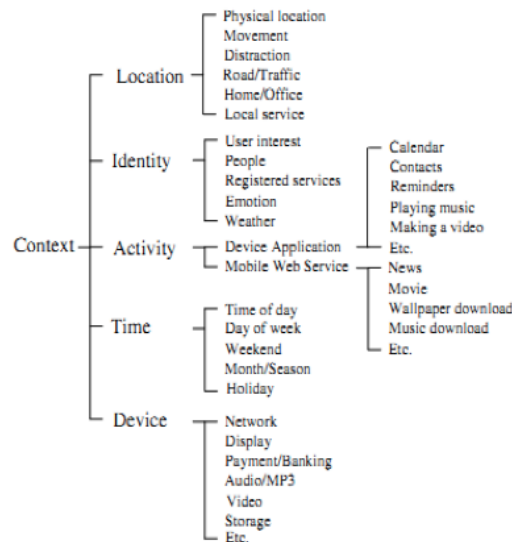 Context
Location
Physical location
Movement
Distraction
Road/Traffic
Home/Office
Local service
Identity
User interest
People
Registered services
Emotion
Weather
Activity
Device Application
Calendar
Contacts
Reminders
Playing music
Making a video
Etc.
Mobile Web Service
News
Movie
Wallpaper download
Music download
Etc.
Time
Time of day
Day of week
Weekend
Month/Season
Holiday
Device
Network
Display
Payment/Banking
Audio/MP3
Video
Storage
Etc.